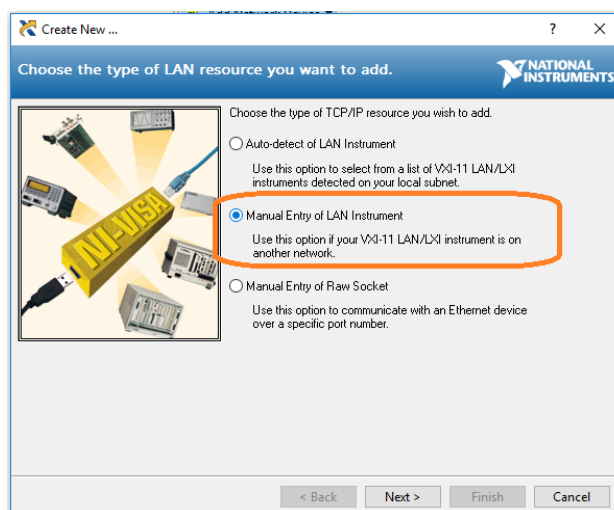 Add Network Device
Create New ...
Choose the type of LAN resource you want to add.
NATIONAL
INSTRUMENTS
Choose the type of TCP/IP resource you wish to add.
Auto-detect of LAN Instrument
Use this option to select from a list of VXI-11 LAN/LXI
instruments detected on your local subnet.
Manual Entry of LAN Instrument
Use this option if your VXI-11 LAN/LXI instrument is on
another network.
Manual Entry of Raw Socket
Use this option to communicate with an Ethernet device
over a specific port number.
NI-VISA
< Back
Next >
Finish
Cancel